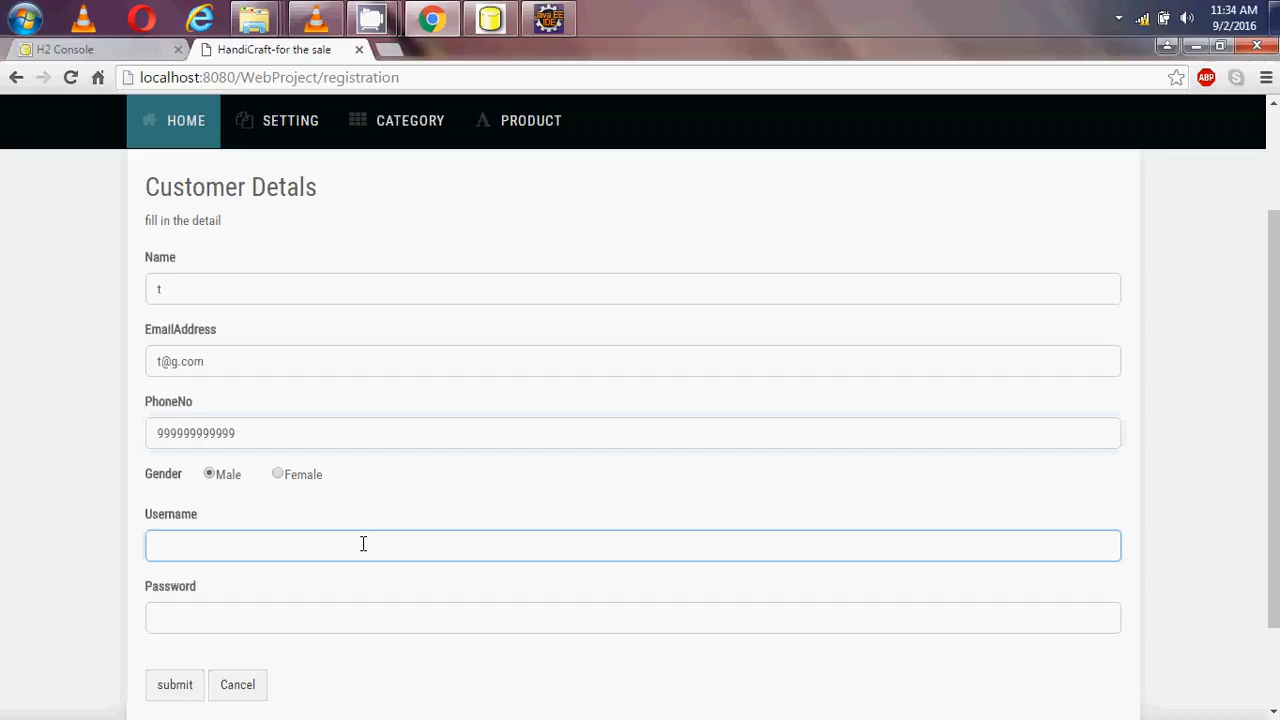 11:34 AM
9/2/2016
H2 Console
HandiCraft-for the sale
localhost:8080/WebProject/registration
ABP
HOME SETTING CATEGORY PRODUCT
Customer Detals
fill in the detail
Name
t
EmailAddress
t@g.com
PhoneNo
999999999999
Gender Male Female
Username
Password
submit Cancel